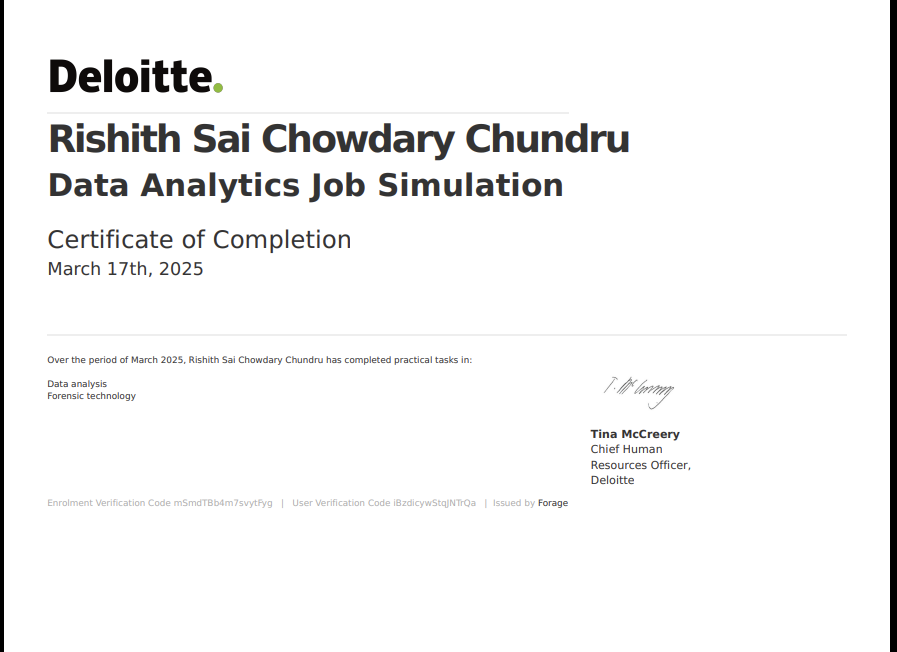 Deloitte.
Rishith Sai Chowdary Chundru
Data Analytics Job Simulation
Certificate of Completion
March 17th, 2025
Over the period of March 2025, Rishith Sai Chowdary Chundru has completed practical tasks in:
Data analysis
Forensic technology
T. McCreery
Tina McCreery
Chief Human
Resources Officer,
Deloitte
Enrolment Verification Code mSmdTBb4m7svytFyg | User Verification Code iBzdicywStqJNTrQa | Issued by Forage